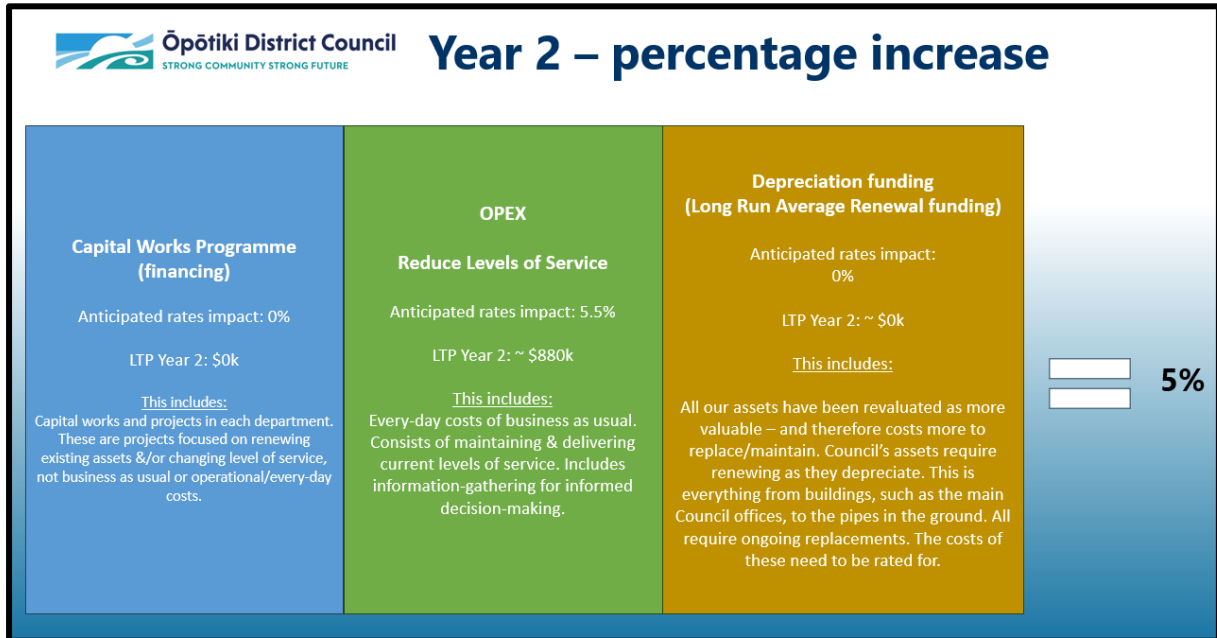 Ōpōtiki District Council
STRONG COMMUNITY STRONG FUTURE
Year 2 – percentage increase
Capital Works Programme
(financing)
Anticipated rates impact: 0%
LTP Year 2: $0k
This includes:
Capital works and projects in each department.
These are projects focused on renewing
existing assets &/or changing level of service,
not business as usual or operational/every-day
costs.
OPEX
Reduce Levels of Service
Anticipated rates impact: 5.5%
LTP Year 2: ~ $880k
This includes:
Every-day costs of business as usual.
Consists of maintaining & delivering
current levels of service. Includes
information-gathering for informed
decision-making.
Depreciation funding
(Long Run Average Renewal funding)
Anticipated rates impact:
0%
LTP Year 2: ~ $0k
This includes:
All our assets have been revaluated as more
valuable – and therefore costs more to
replace/maintain. Council's assets require
renewing as they depreciate. This is
everything from buildings, such as the main
Council offices, to the pipes in the ground. All
require ongoing replacements. The costs of
these need to be rated for.
5%